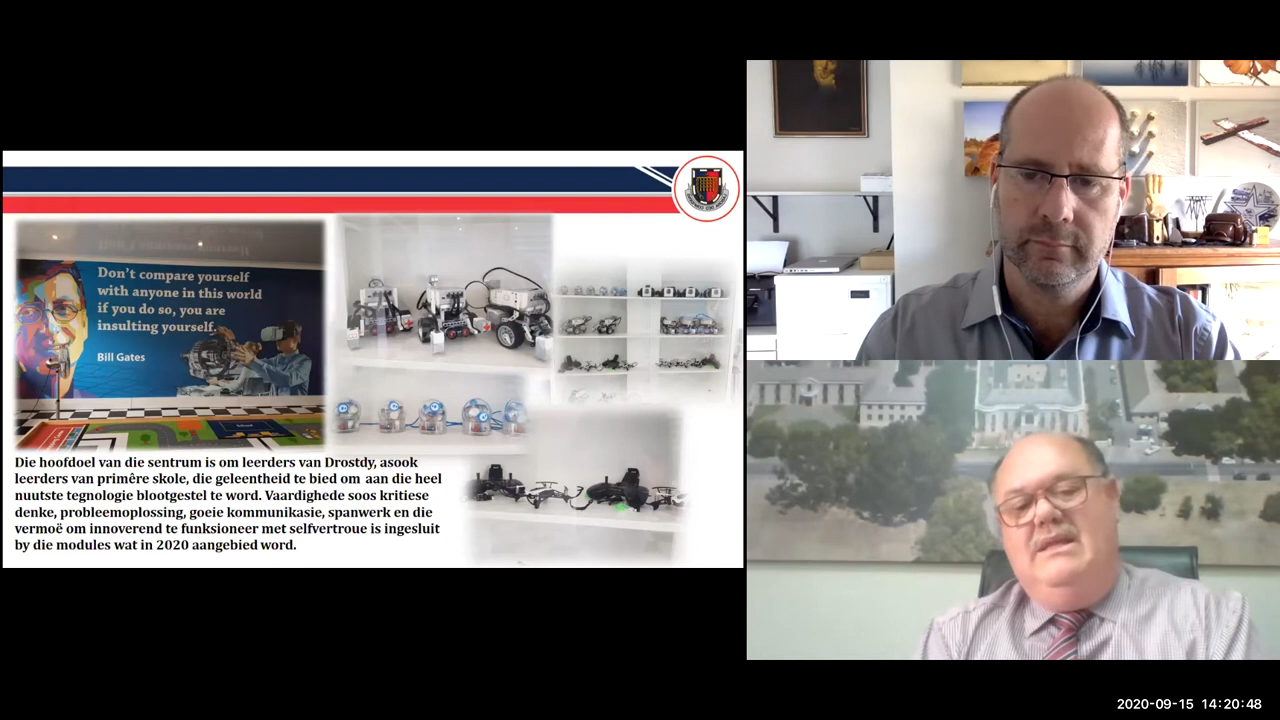 Don't compare yourself
with anyone in this world
if you do so, you are
insulting yourself.
Bill Gates
Die hoofdoel van die sentrum is om leerders van Drostdy, asook
leerders van primêre skole, die geleentheid te bied om aan die heel
nuutste tegnologie blootgestel te word. Vaardighede soos kritiese
denke, probleemoplossing, goeie kommunikasie, spanwerk en die
vermoë om innoverend te funksioneer met selfvertroue is ingesluit
by die modules wat in 2020 aangebied word.
2020-09-15 14:20:48